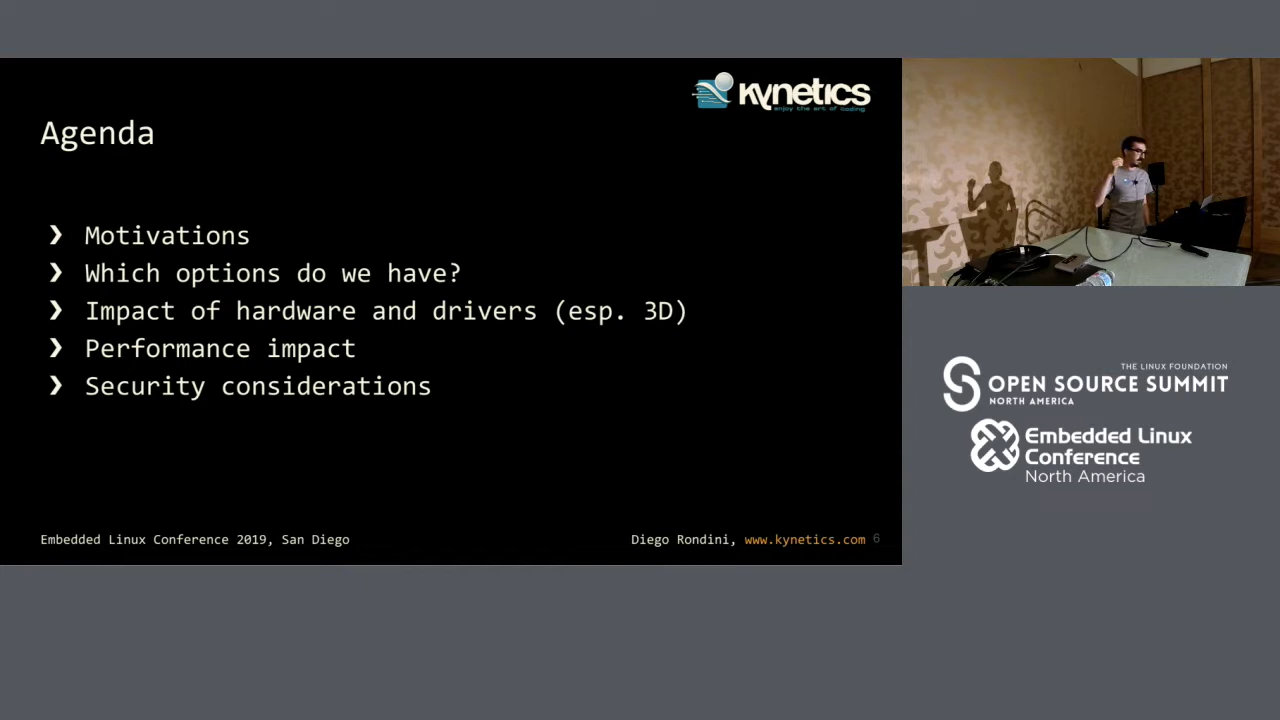 kynetics
enjoy the art of coding
Agenda
❯ Motivations
❯ Which options do we have?
❯ Impact of hardware and drivers (esp. 3D)
❯ Performance impact
❯ Security considerations
Embedded Linux Conference 2019, San Diego
Diego Rondini, www.kynetics.com 6
THE LINUX FOUNDATION
OPEN SOURCE SUMMIT
NORTH AMERICA
Embedded Linux
Conference
North America